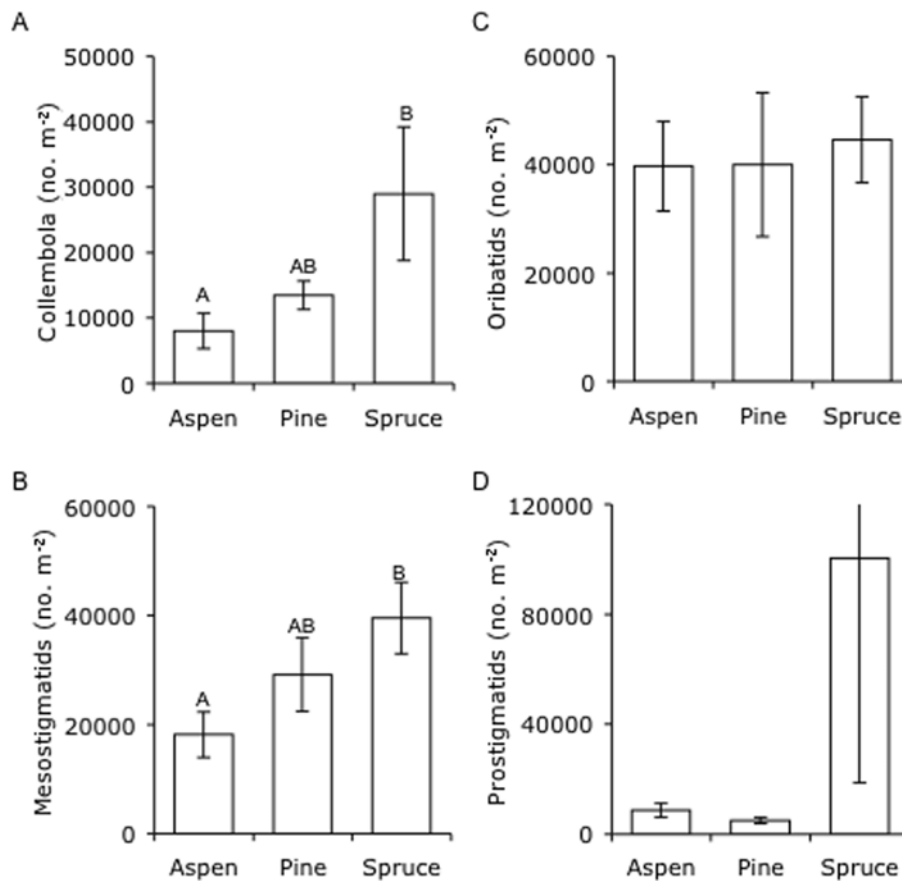 A
Collembola (no. m⁻²)
50000
40000
30000
20000
10000
0
A
AB
B
Aspen Pine Spruce
C
Oribatids (no. m⁻²)
60000
40000
20000
0
Aspen Pine Spruce
B
Mesostigmatids (no. m⁻²)
60000
40000
20000
0
A
AB
B
Aspen Pine Spruce
D
Prostigmatids (no. m⁻²)
120000
80000
40000
0
Aspen Pine Spruce